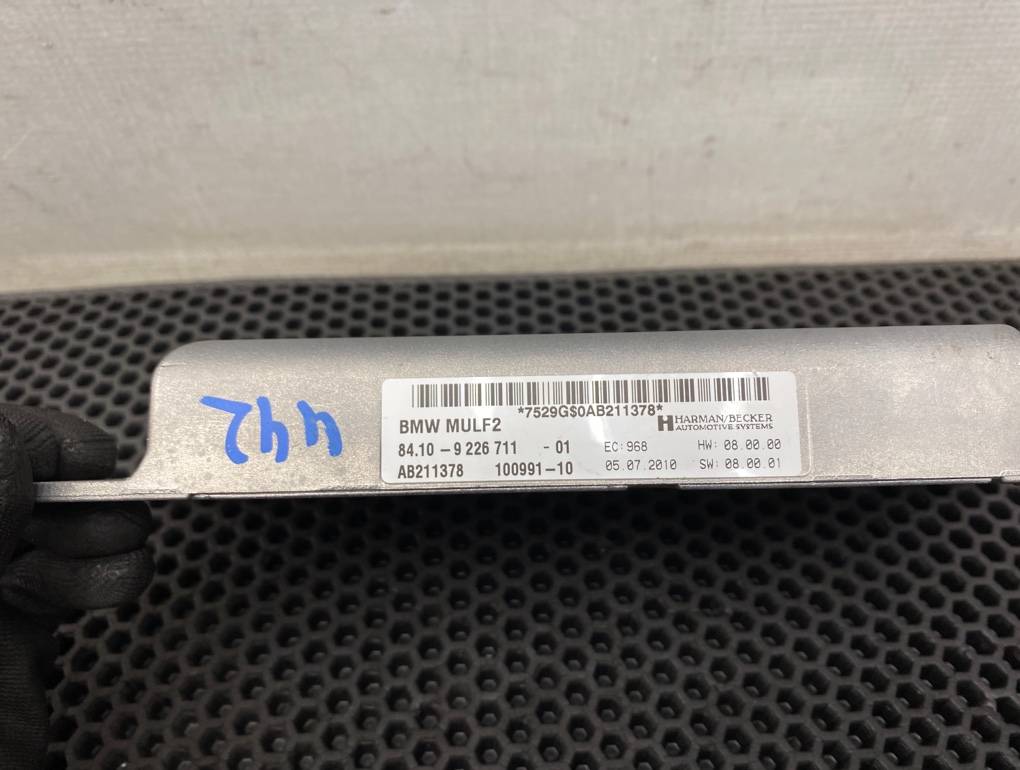 442
*7529G$0AB211378*
BMW MULF2
HARMAN/BECKER
AUTOMOTIVE SYSTEMS
84.10 – 9 226 711 - 01 EC: 968 HW: 08.00.00
AB211378 100991–10 05.07.2010 SW: 08.00.01